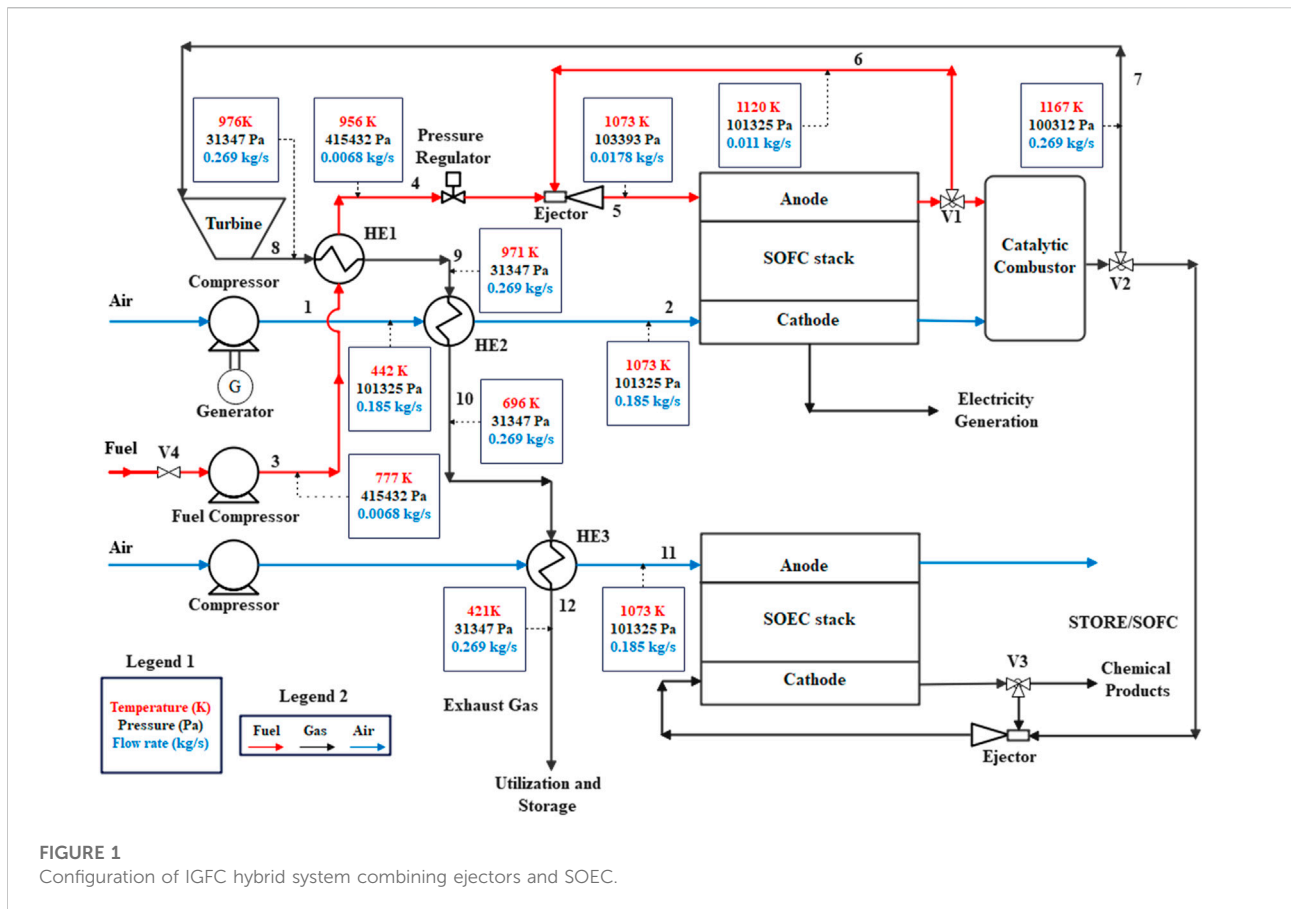 6
7
976K
31347 Pa
0.269 kg/s
956 K
415432 Pa
0.0068 kg/s
Pressure
Regulator
1073 K
103393 Pa
0.0178 kg/s
1120 K
101325 Pa
0.011 kg/s
1167 K
100312 Pa
0.269 kg/s
4
Turbine
8
HE1
Ejector
5
Anode
SOFC stack
Cathode
V1
Catalytic
Combustor
V2
Compressor
9
971 K
31347 Pa
0.269 kg/s
Air
1
2
HE2
G
Generator
442 K
101325 Pa
0.185 kg/s
1073 K
101325 Pa
0.185 kg/s
10
696 K
31347 Pa
0.269 kg/s
Electricity
Generation
Fuel
V4
3
Fuel Compressor
777 K
415432 Pa
0.0068 kg/s
Air
HE3
11
Compressor
12
421K
31347 Pa
0.269 kg/s
1073 K
101325 Pa
0.185 kg/s
Anode
SOEC stack
Cathode
STORE/SOFC
V3
Chemical
Products
Ejector
Legend 1
Temperature (K)
Pressure (Pa)
Flow rate (kg/s)
Legend 2
Fuel Gas Air
Exhaust Gas
Utilization and
Storage
FIGURE 1
Configuration of IGFC hybrid system combining ejectors and SOEC.